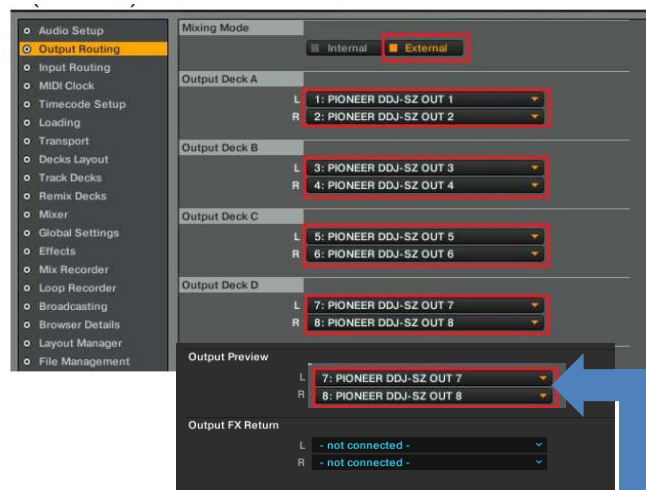 Audio Setup
Output Routing
Input Routing
MIDI Clock
Timecode Setup
Loading
Transport
Decks Layout
Track Decks
Remix Decks
Mixer
Global Settings
Effects
Mix Recorder
Loop Recorder
Broadcasting
Browser Details
Layout Manager
File Management
Mixing Mode
Internal External
Output Deck A
L 1: PIONEER DDJ-SZ OUT 1
R 2: PIONEER DDJ-SZ OUT 2
Output Deck B
L 3: PIONEER DDJ-SZ OUT 3
R 4: PIONEER DDJ-SZ OUT 4
Output Deck C
L 5: PIONEER DDJ-SZ OUT 5
R 6: PIONEER DDJ-SZ OUT 6
Output Deck D
L 7: PIONEER DDJ-SZ OUT 7
R 8: PIONEER DDJ-SZ OUT 8
Output Preview
L 7: PIONEER DDJ-SZ OUT 7
R 8: PIONEER DDJ-SZ OUT 8
Output FX Return
L - not connected -
R - not connected -